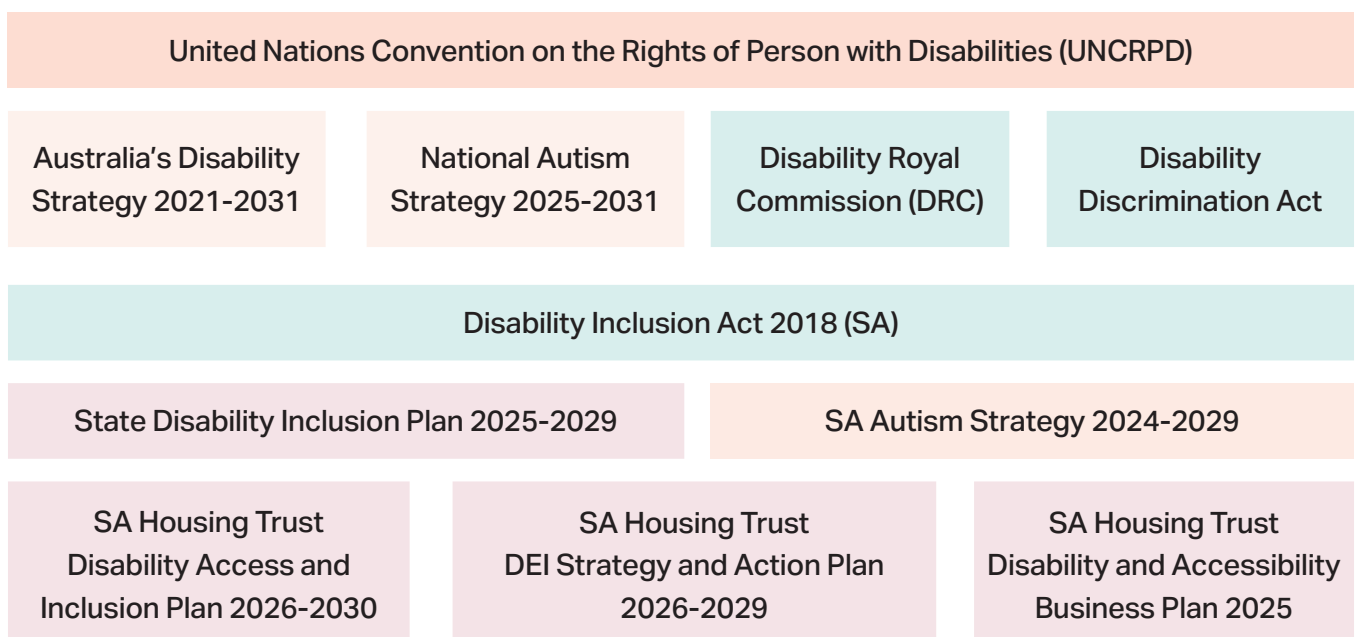 United Nations Convention on the Rights of Person with Disabilities (UNCRPD)
Australia’s Disability
Strategy 2021-2031
National Autism
Strategy 2025-2031
Disability Royal
Commission (DRC)
Disability
Discrimination Act
Disability Inclusion Act 2018 (SA)
State Disability Inclusion Plan 2025-2029
SA Autism Strategy 2024-2029
SA Housing Trust
Disability Access and
Inclusion Plan 2026-2030
SA Housing Trust
DEI Strategy and Action Plan
2026-2029
SA Housing Trust
Disability and Accessibility
Business Plan 2025